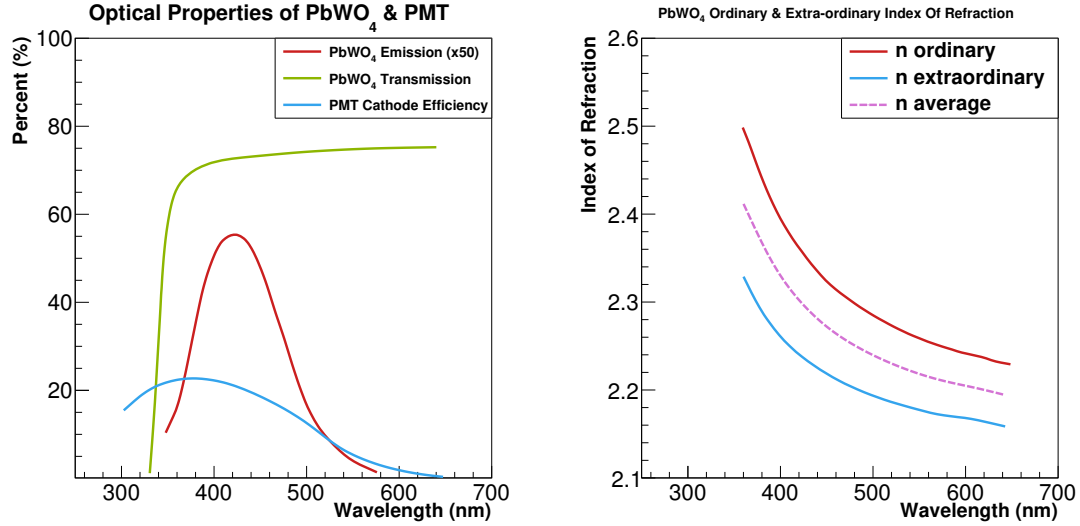 Optical Properties of PbWO₄ & PMT
Percent (%)
100
80
60
40
20
PbWO₄ Emission (x50)
PbWO₄ Transmission
PMT Cathode Efficiency
300 400 500 600 700
Wavelength (nm)
PbWO₄ Ordinary & Extra-ordinary Index Of Refraction
Index of Refraction
2.6
2.5
2.4
2.3
2.2
2.1
n ordinary
n extraordinary
n average
300 400 500 600 700
Wavelength (nm)